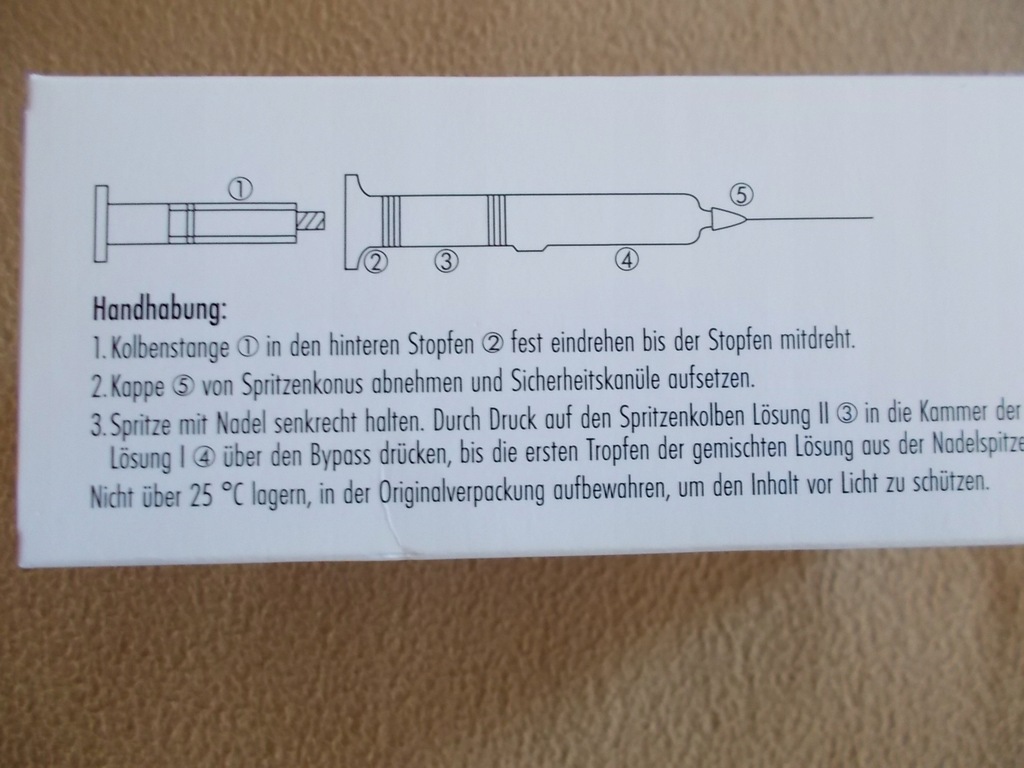 ①
⑤
② ③ ④
Handhabung:
1. Kolbenstange ① in den hinteren Stopfen ② fest eindrehen bis der Stopfen mitdreht.
2. Kappe ⑤ von Spritzenkonus abnehmen und Sicherheitskanüle aufsetzen.
3. Spritze mit Nadel senkrecht halten. Durch Druck auf den Spritzenkolben Lösung II ③ in die Kammer der
Lösung I ④ über den Bypass drücken, bis die ersten Tropfen der gemischten Lösung aus der Nadelspitze
Nicht über 25 °C lagern, in der Originalverpackung aufbewahren, um den Inhalt vor Licht zu schützen.